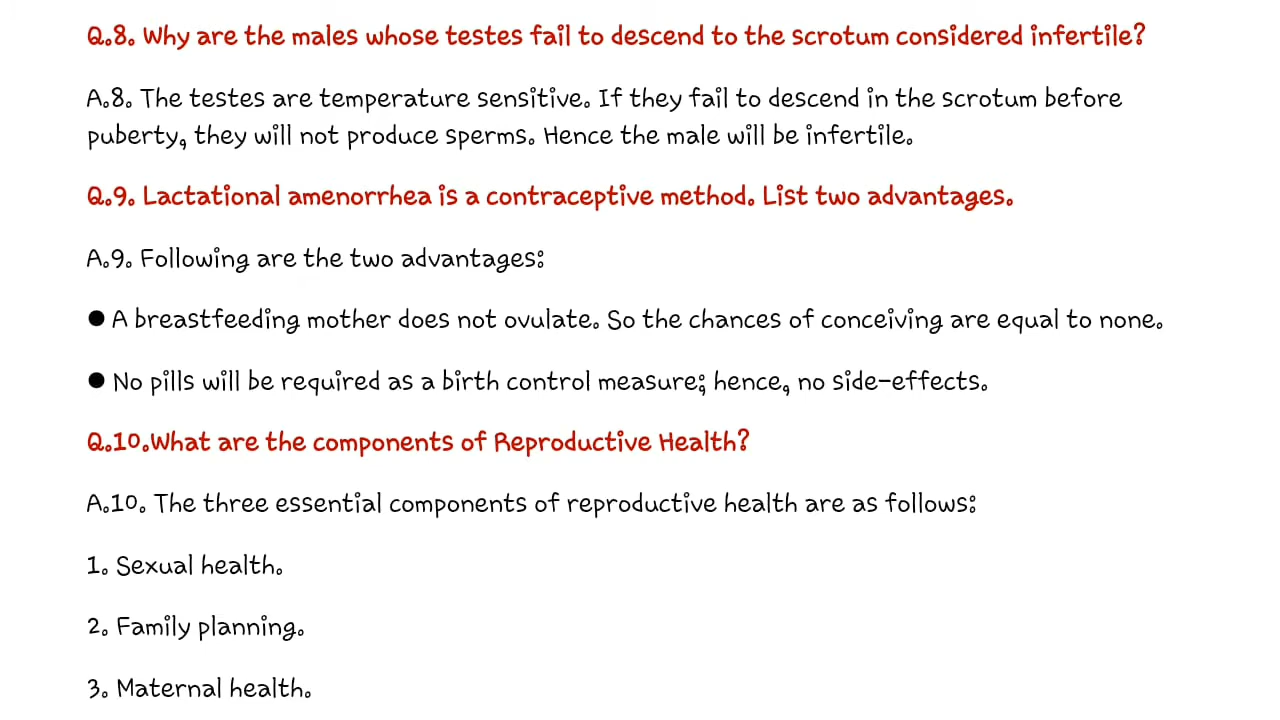 Q.8. Why are the males whose testes fail to descend to the scrotum considered infertile?
A.8. The testes are temperature sensitive. If they fail to descend in the scrotum before
puberty, they will not produce sperms. Hence the male will be infertile.
Q.9. Lactational amenorrhea is a contraceptive method. List two advantages.
A.9. Following are the two advantages:
● A breastfeeding mother does not ovulate. So the chances of conceiving are equal to none.
● No pills will be required as a birth control measure; hence, no side-effects.
Q.10.What are the components of Reproductive Health?
A.10. The three essential components of reproductive health are as follows:
1. Sexual health.
2. Family planning.
3. Maternal health.